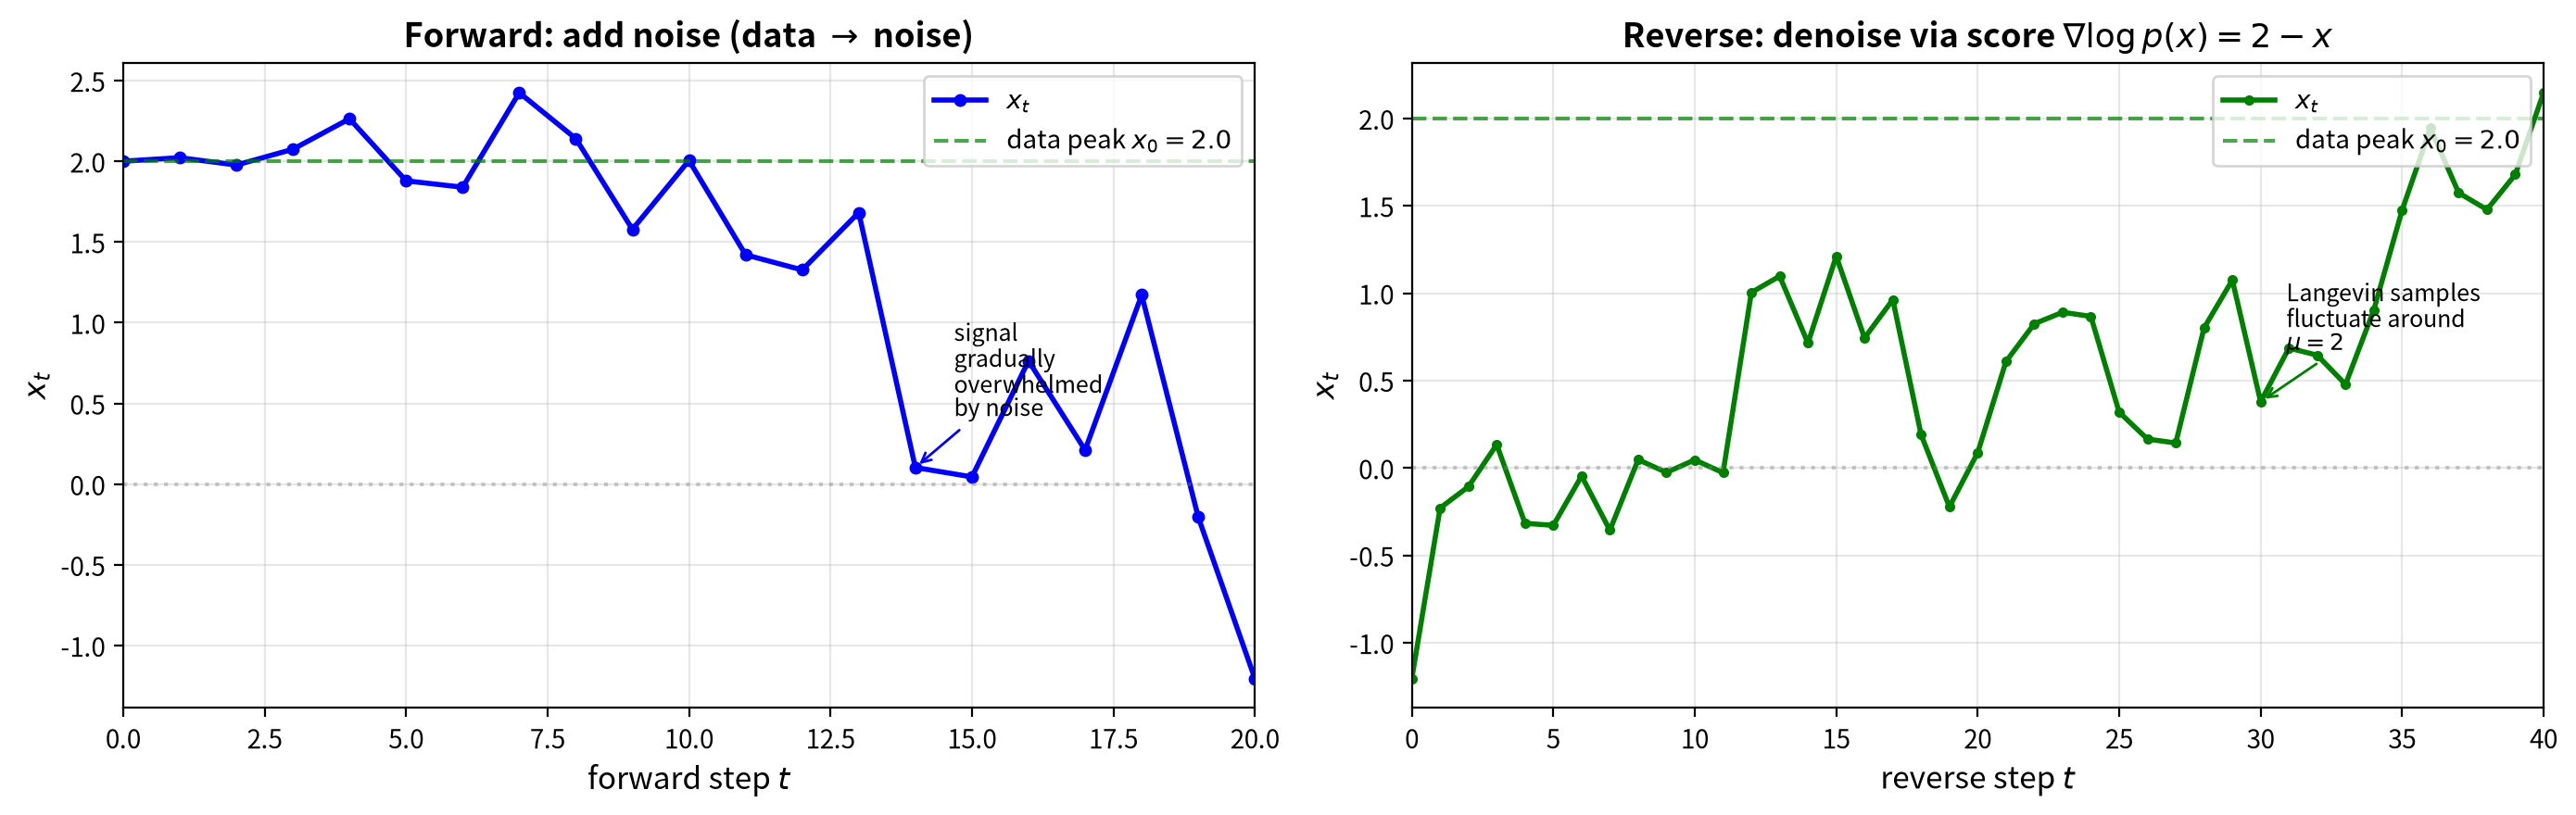 Forward: add noise (data → noise)
x_t
data peak x_0 = 2.0
2.5
2.0
1.5
1.0
0.5
0.0
-0.5
-1.0
x_t
signal
gradually
overwhelmed
by noise
0.0 2.5 5.0 7.5 10.0 12.5 15.0 17.5 20.0
forward step t
Reverse: denoise via score ∇log p(x) = 2 − x
x_t
data peak x_0 = 2.0
2.0
1.5
1.0
0.5
0.0
-0.5
-1.0
x_t
Langevin samples
fluctuate around
μ = 2
0 5 10 15 20 25 30 35 40
reverse step t